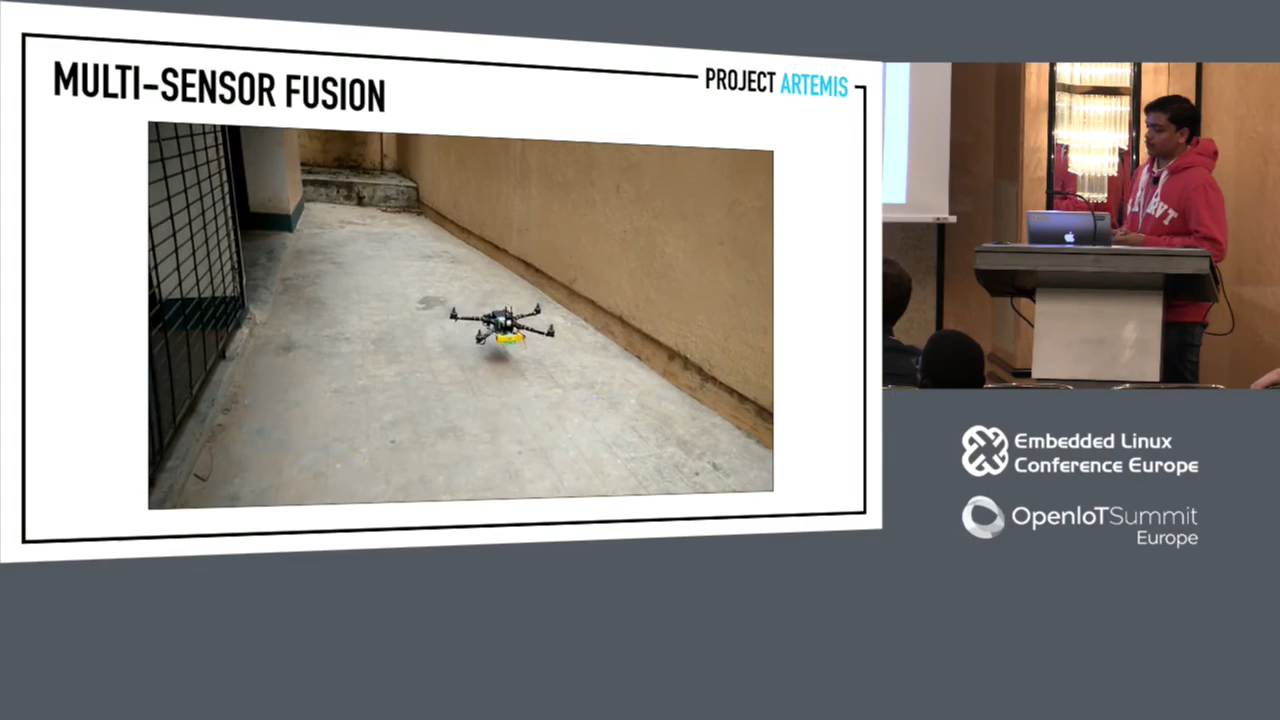 MULTI-SENSOR FUSION
PROJECT ARTEMIS
Embedded Linux
Conference Europe
OpenIoTSummit
Europe